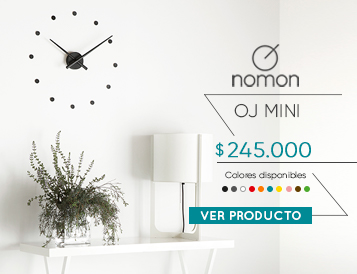 nomon
OJ MINI
$245.000
Colores disponibles
VER PRODUCTO